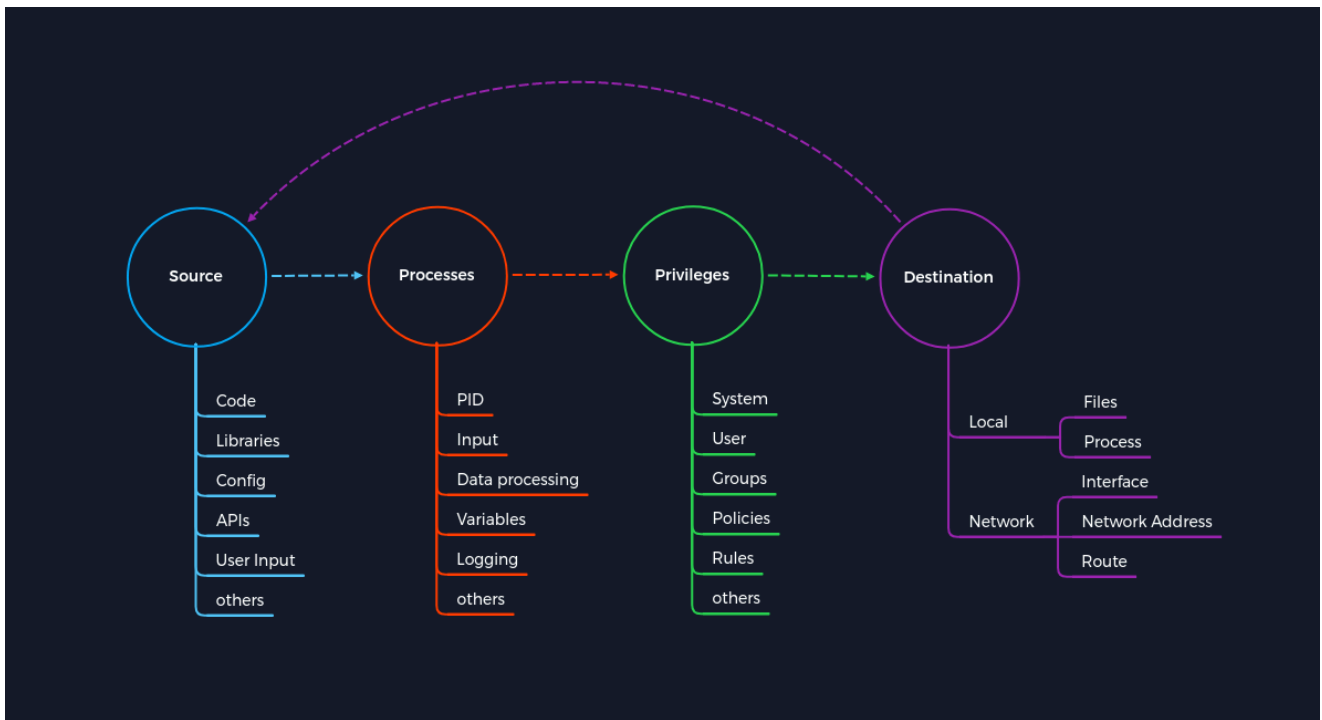 Source
Processes
Privileges
Destination
Code
Libraries
Config
APIs
User Input
others
PID
Input
Data processing
Variables
Logging
others
System
User
Groups
Policies
Rules
others
Local
Files
Process
Network
Interface
Network Address
Route